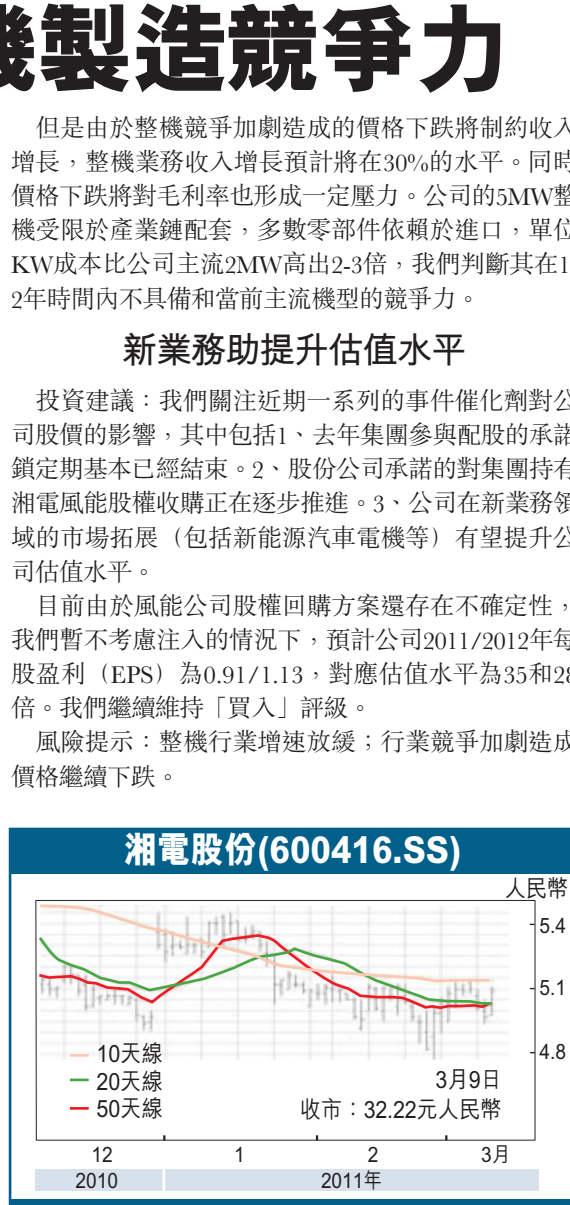 製造競爭力
但是由於整機競爭加劇造成的價格下跌將制約收入
增長，整機業務收入增長預計將在30%的水平。同時
價格下跌將對毛利率也形成一定壓力。公司的5MW整
機受限於產業鏈配套，多數零部件依賴於進口，單位
KW成本比公司主流2MW高出2-3倍，我們判斷其在1
2年時間內不具備和當前主流機型的競爭力。
新業務助提升估值水平
投資建議：我們關注近期一系列的事件催化劑對公
司股價的影響，其中包括1、去年集團參與配股的承諾
鎖定期基本已經結束。2、股份公司承諾的對集團持有
湘電風能股權收購正在逐步推進。3、公司在新業務領
域的市場拓展（包括新能源汽車電機等）有望提升公
司估值水平。
目前由於風能公司股權回購方案還存在不確定性，
我們暫不考慮注入的情況下，預計公司2011/2012年每
股盈利（EPS）為0.91/1.13，對應估值水平為35和28
倍。我們繼續維持「買入」評級。
風險提示：整機行業增速放緩；行業競爭加劇造成
價格繼續下跌。
湘電股份(600416.SS)
人民幣
5.4
5.1
4.8
10天線
20天線
50天線
3月9日
收市：32.22元人民幣
12 1 2 3月
2010 2011年